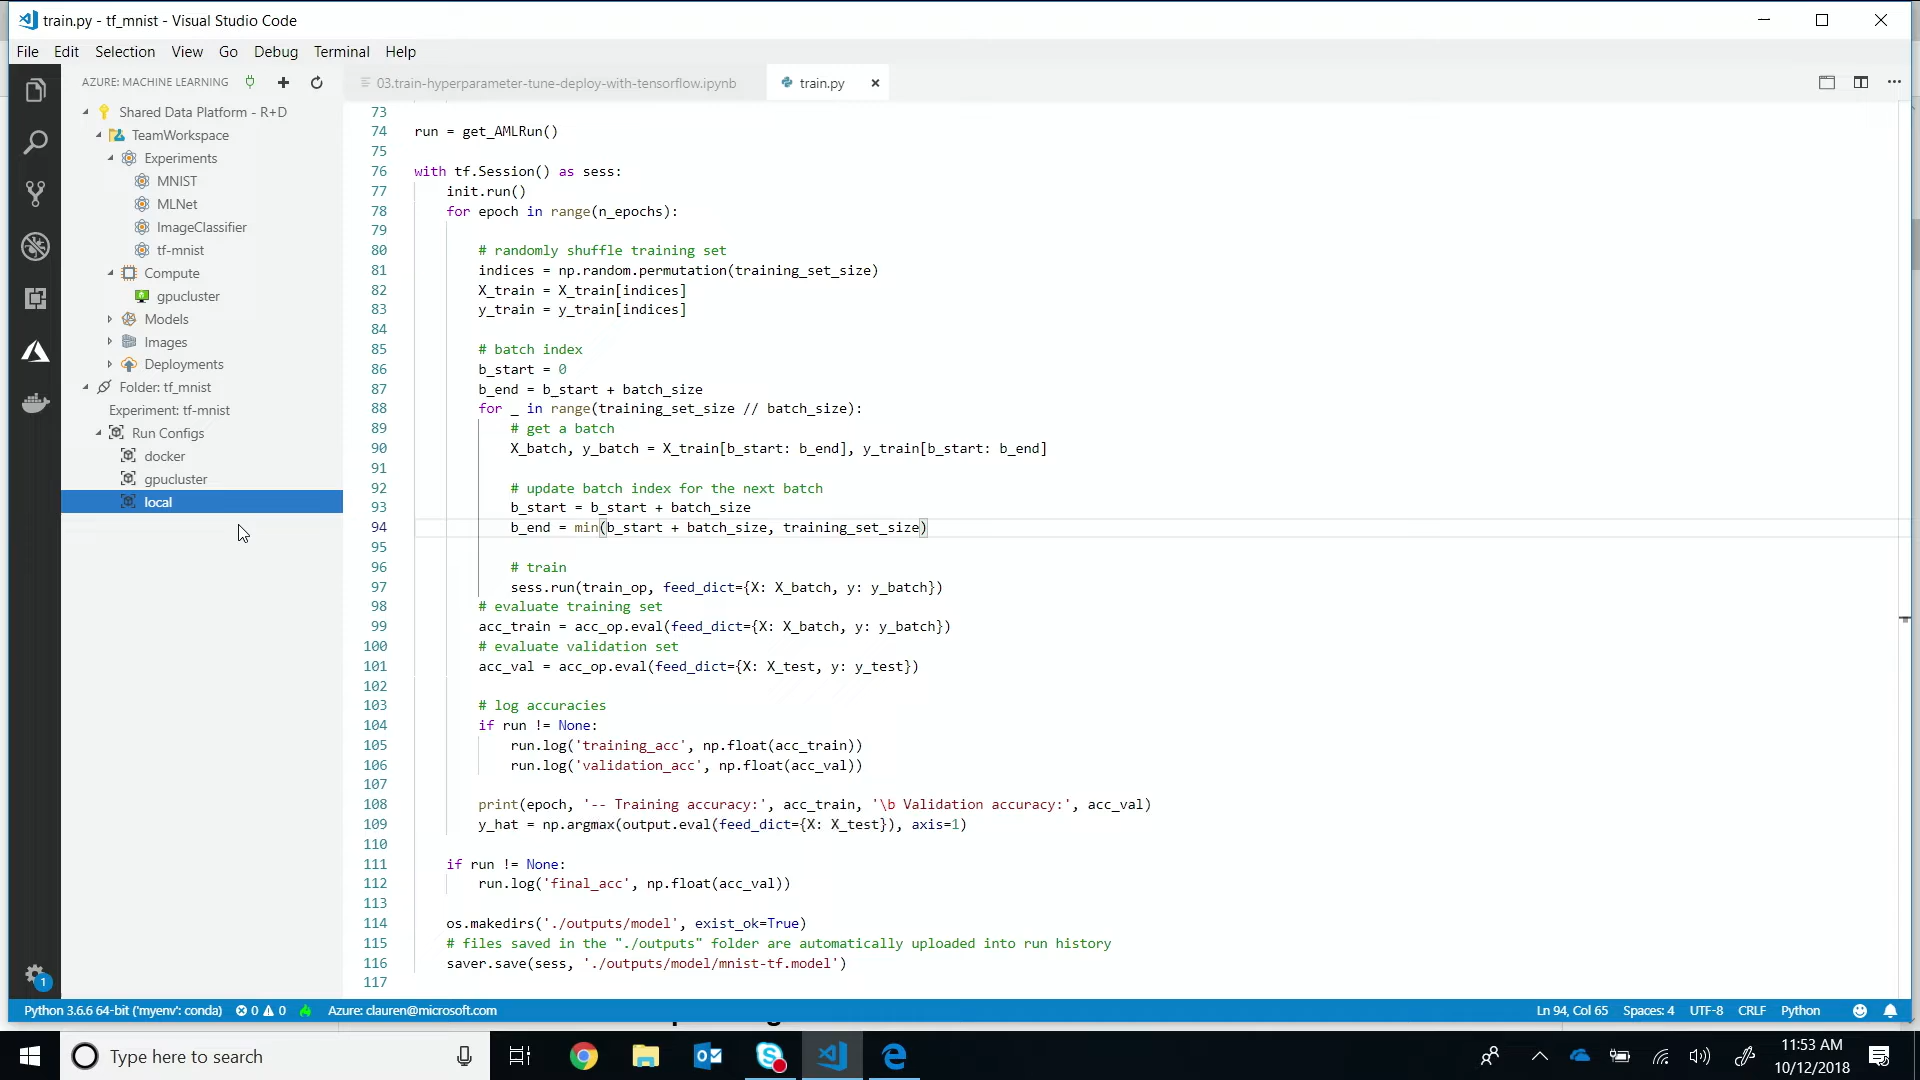 train.py - tf_mnist - Visual Studio Code
File Edit Selection View Go Debug Terminal Help
AZURE: MACHINE LEARNING
Shared Data Platform - R+D
TeamWorkspace
Experiments
MNIST
MLNet
ImageClassifier
tf-mnist
Compute
gpucluster
Models
Images
Deployments
Folder: tf_mnist
Experiment: tf-mnist
Run Configs
docker
gpucluster
local
03.train-hyperparameter-tune-deploy-with-tensorflow.ipynb train.py
73
74 run = get_AMLRun()
75
76 with tf.Session() as sess:
77 init.run()
78 for epoch in range(n_epochs):
79
80 # randomly shuffle training set
81 indices = np.random.permutation(training_set_size)
82 X_train = X_train[indices]
83 y_train = y_train[indices]
84
85 # batch index
86 b_start = 0
87 b_end = b_start + batch_size
88 for _ in range(training_set_size // batch_size):
89 # get a batch
90 X_batch, y_batch = X_train[b_start: b_end], y_train[b_start: b_end]
91
92 # update batch index for the next batch
93 b_start = b_start + batch_size
94 b_end = min(b_start + batch_size, training_set_size)
95
96 # train
97 sess.run(train_op, feed_dict={X: X_batch, y: y_batch})
98 # evaluate training set
99 acc_train = acc_op.eval(feed_dict={X: X_batch, y: y_batch})
100 # evaluate validation set
101 acc_val = acc_op.eval(feed_dict={X: X_test, y: y_test})
102
103 # log accuracies
104 if run != None:
105 run.log('training_acc', np.float(acc_train))
106 run.log('validation_acc', np.float(acc_val))
107
108 print(epoch, '-- Training accuracy:', acc_train, '\b Validation accuracy:', acc_val)
109 y_hat = np.argmax(output.eval(feed_dict={X: X_test}), axis=1)
110
111 if run != None:
112 run.log('final_acc', np.float(acc_val))
113
114 os.makedirs('./outputs/model', exist_ok=True)
115 # files saved in the "./outputs" folder are automatically uploaded into run history
116 saver.save(sess, './outputs/model/mnist-tf.model')
117
1
Python 3.6.6 64-bit ('myenv': conda) 0 0 Azure: clauren@microsoft.com Ln 94, Col 65 Spaces: 4 UTF-8 CRLF Python
Type here to search
11:53 AM
10/12/2018